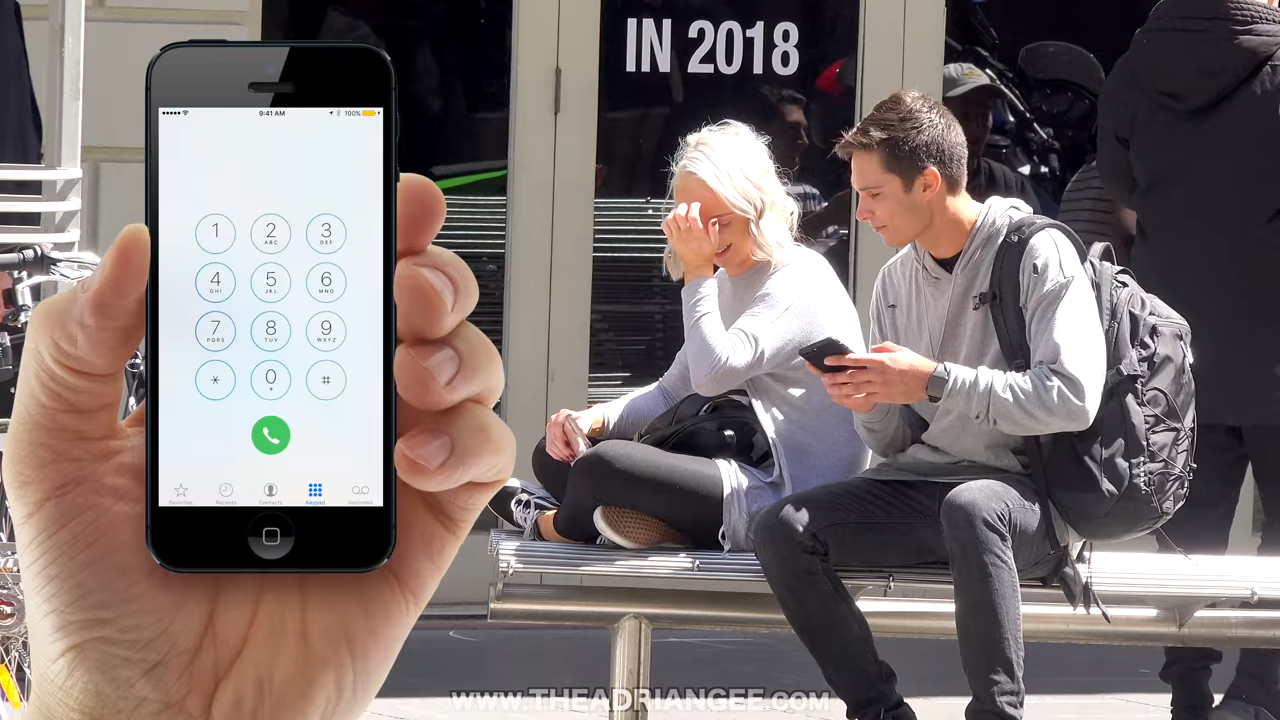 IN 2018
9:41 AM
100%
1
2
ABC
3
DEF
4
GHI
5
JKL
6
MNO
7
PQRS
8
TUV
9
WXYZ
*
0
+
#
Favorites
Recents
Contacts
Keypad
Voicemail
WWW.THEADRIANGEE.COM